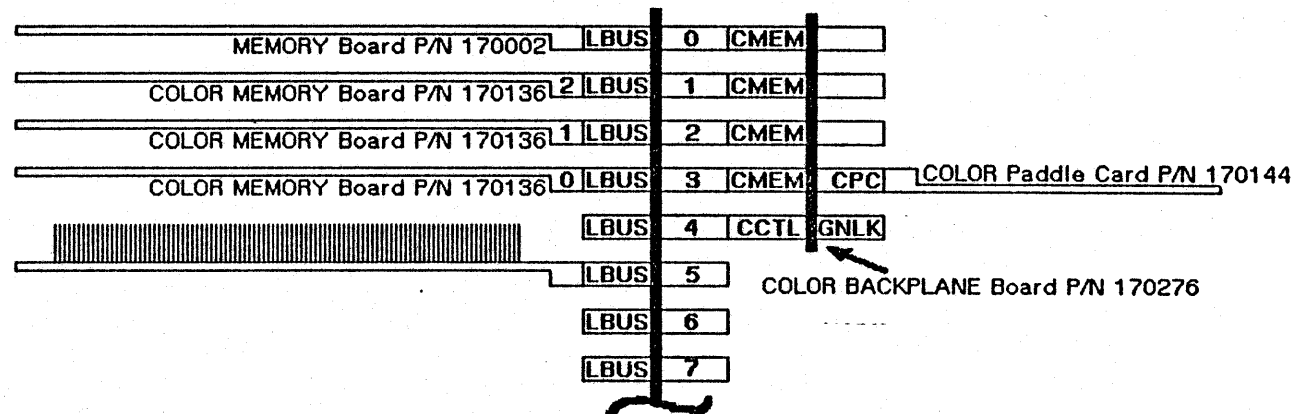 MEMORY Board P/N 170002 LBUS 0 CMEM
COLOR MEMORY Board P/N 170136 2 LBUS 1 CMEM
COLOR MEMORY Board P/N 170136 1 LBUS 2 CMEM
COLOR MEMORY Board P/N 170136 0 LBUS 3 CMEM CPC COLOR Paddle Card P/N 170144
LBUS 4 CCTL GNLK
LBUS 5
COLOR BACKPLANE Board P/N 170276
LBUS 6
LBUS 7